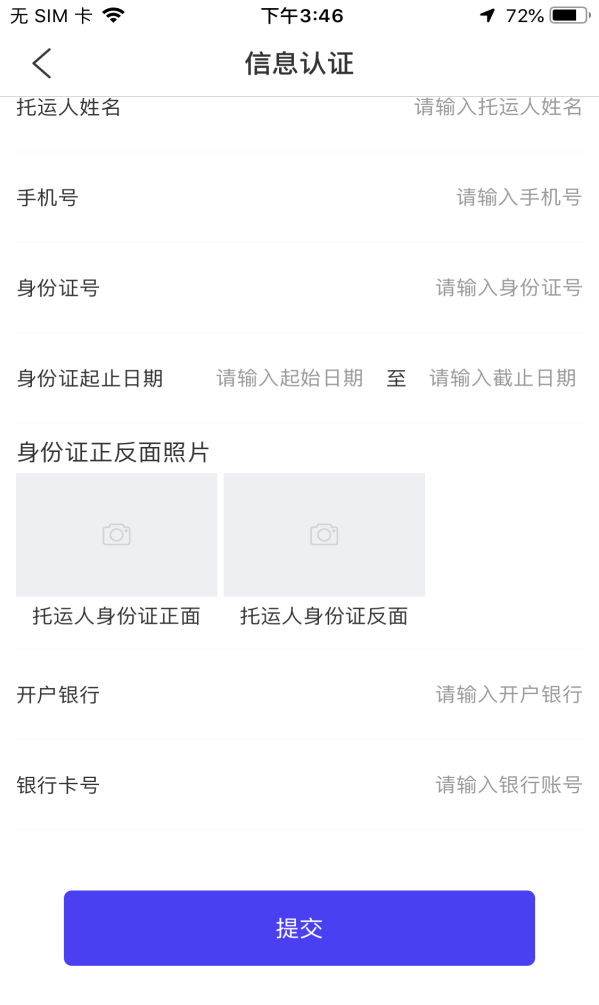 无 SIM 卡 下午3:46 72%
信息认证
托运人姓名 请输入托运人姓名
手机号 请输入手机号
身份证号 请输入身份证号
身份证起止日期 请输入起始日期 至 请输入截止日期
身份证正反面照片
托运人身份证正面 托运人身份证反面
开户银行 请输入开户银行
银行卡号 请输入银行账号
提交